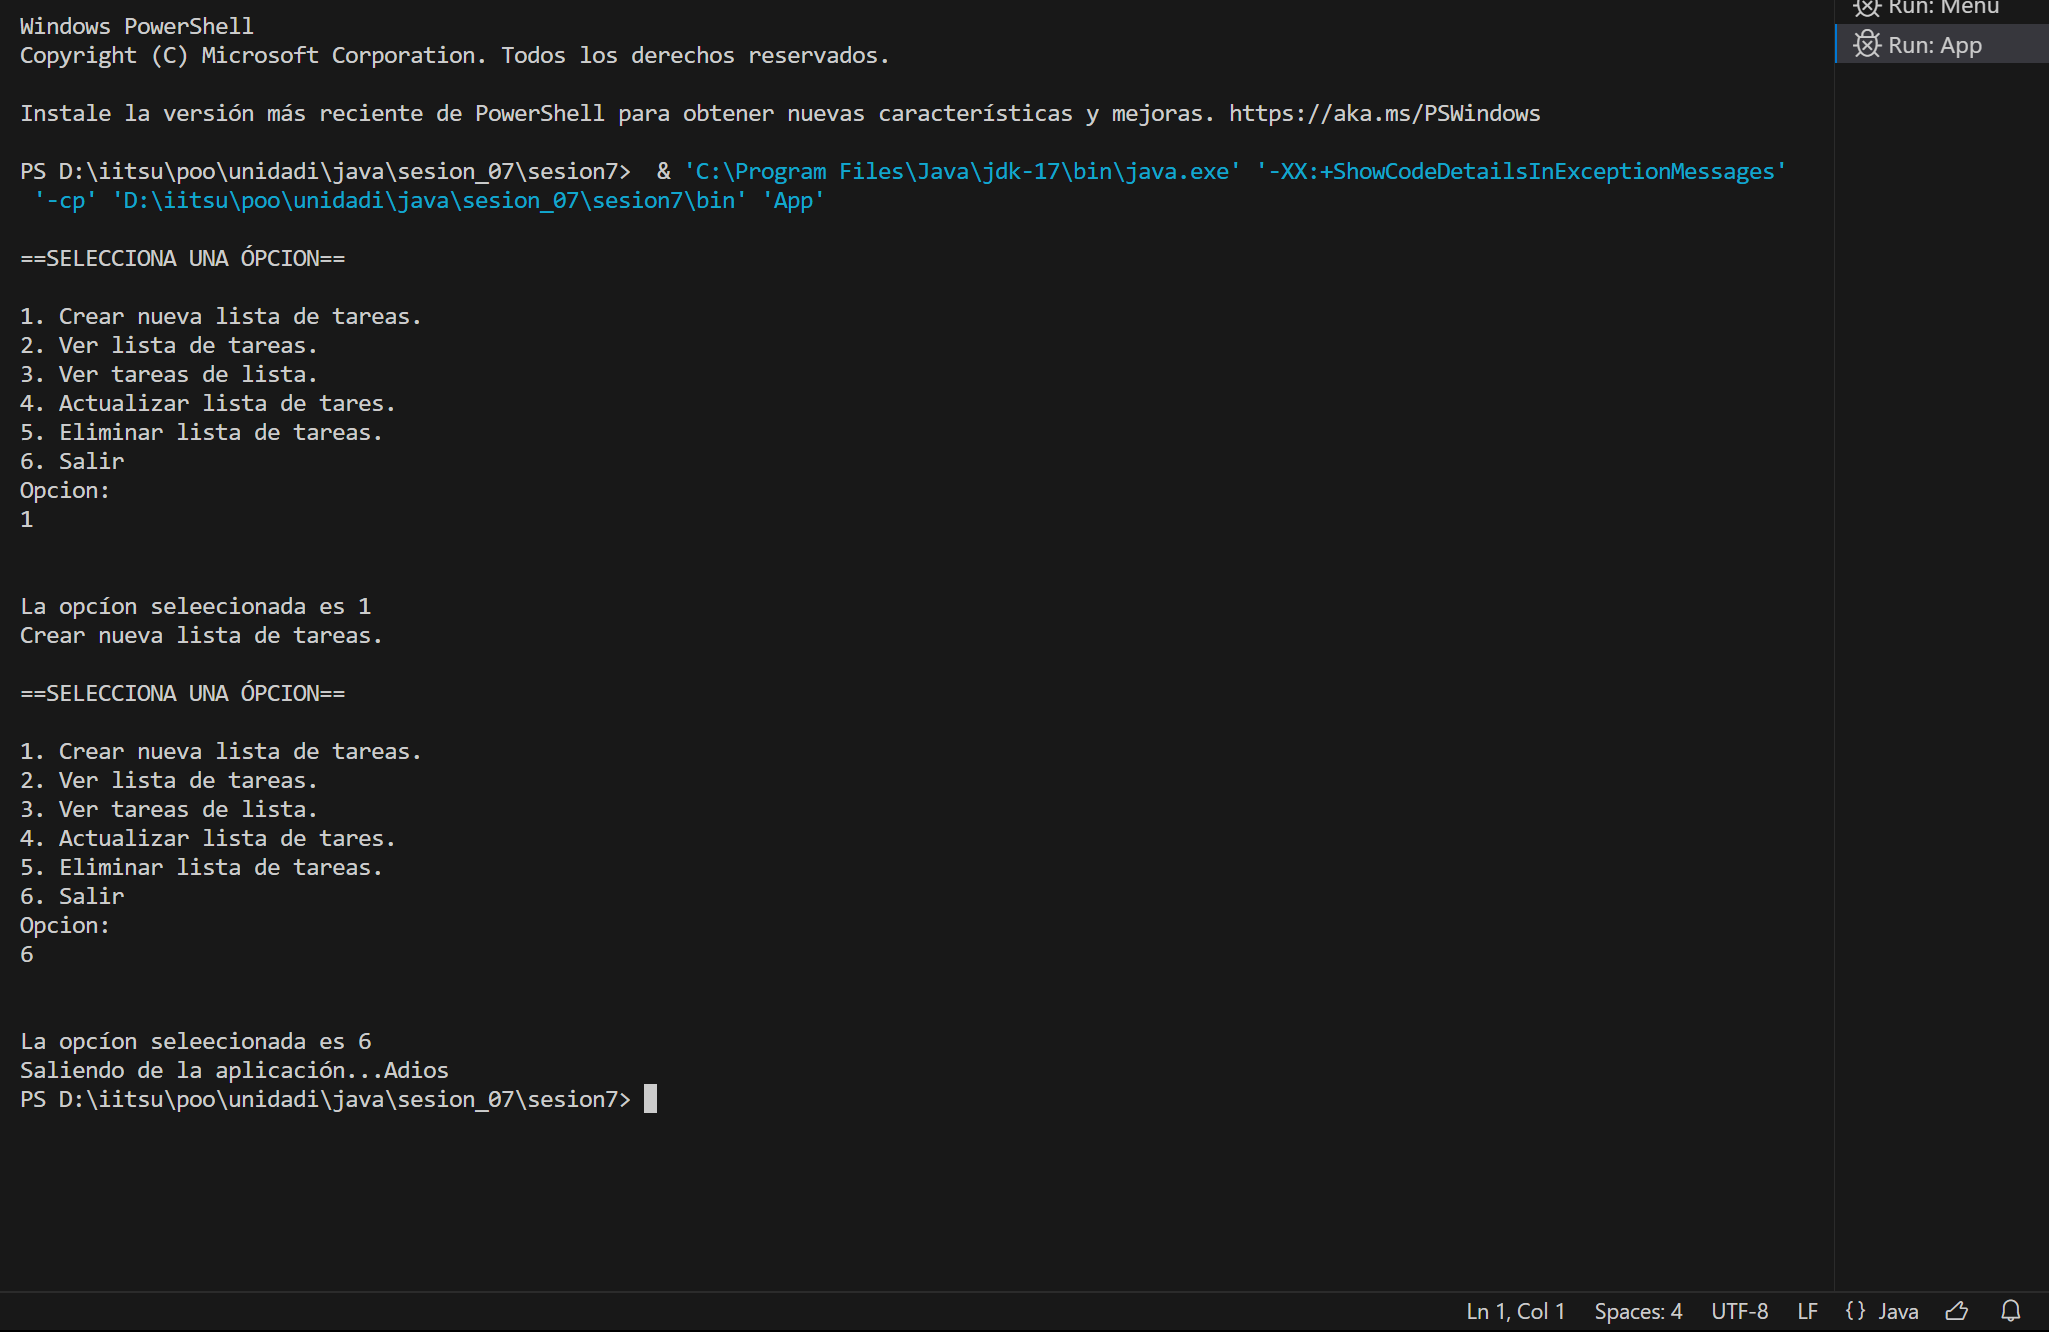 Windows PowerShell
Copyright (C) Microsoft Corporation. Todos los derechos reservados.
Instale la versión más reciente de PowerShell para obtener nuevas características y mejoras. https://aka.ms/PSWindows
PS D:\iitsu\poo\unidadi\java\sesion_07\sesion7>  & 'C:\Program Files\Java\jdk-17\bin\java.exe' '-XX:+ShowCodeDetailsInExceptionMessages'
'-cp' 'D:\iitsu\poo\unidadi\java\sesion_07\sesion7\bin' 'App'
==SELECCIONA UNA ÓPCION==
1. Crear nueva lista de tareas.
2. Ver lista de tareas.
3. Ver tareas de lista.
4. Actualizar lista de tares.
5. Eliminar lista de tareas.
6. Salir
Opcion:
1
La opcíon seleecionada es 1
Crear nueva lista de tareas.
==SELECCIONA UNA ÓPCION==
1. Crear nueva lista de tareas.
2. Ver lista de tareas.
3. Ver tareas de lista.
4. Actualizar lista de tares.
5. Eliminar lista de tareas.
6. Salir
Opcion:
6
La opcíon seleecionada es 6
Saliendo de la aplicación...Adios
PS D:\iitsu\poo\unidadi\java\sesion_07\sesion7>
Run: Menu
Run: App
Ln 1, Col 1 Spaces: 4 UTF-8 LF {} Java